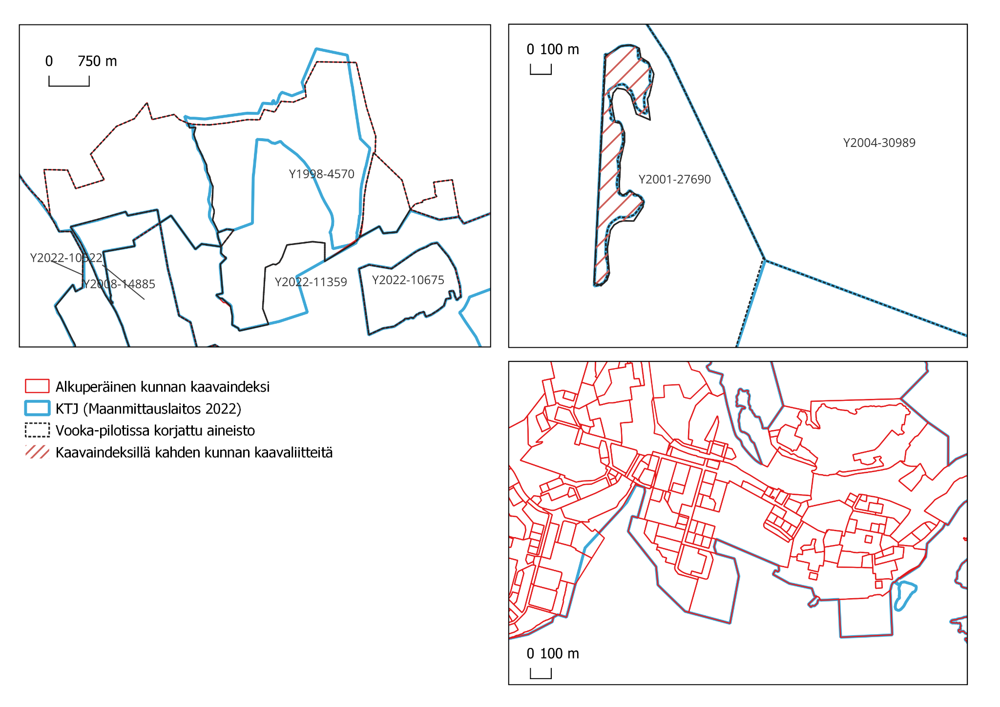 0 750 m
Y1998-4570
Y2022-10522
Y2008-14885
Y2022-11359
Y2022-10675
0 100 m
Y2004-30989
Y2001-27690
Alkuperäinen kunnan kaavaindeksi
KTJ (Maanmittauslaitos 2022)
Vooka-pilotissa korjattu aineisto
Kaavaindeksillä kahden kunnan kaavaliitteitä
0 100 m